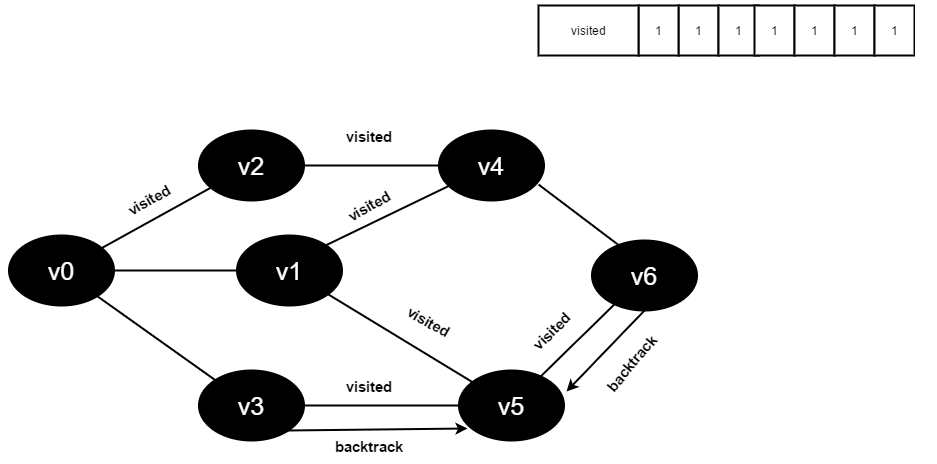 visited 1 1 1 1 1 1 1
visited
v2
v4
visited
visited
v0
v1
v6
visited
visited
backtrack
visited
v3
v5
backtrack